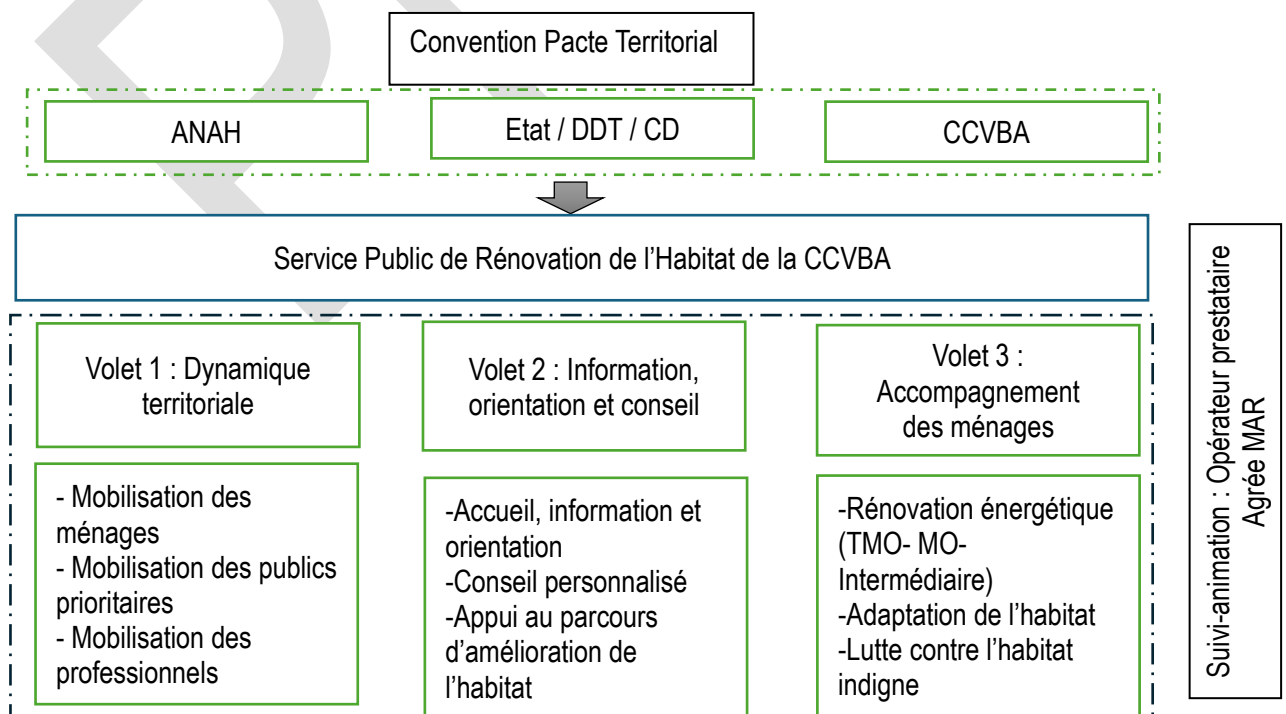 Convention Pacte Territorial
ANAH
Etat / DDT / CD
CCVBA
Service Public de Rénovation de l’Habitat de la CCVBA
Volet 1 : Dynamique
territoriale
Volet 2 : Information,
orientation et conseil
Volet 3 :
Accompagnement
des ménages
- Mobilisation des
ménages
- Mobilisation des publics
prioritaires
- Mobilisation des
professionnels
-Accueil, information et
orientation
-Conseil personnalisé
-Appui au parcours
d’amélioration de
l’habitat
-Rénovation énergétique
(TMO- MO-
Intermédiaire)
-Adaptation de l’habitat
-Lutte contre l’habitat
indigne
Suivi-animation : Opérateur prestataire
Agrée MAR